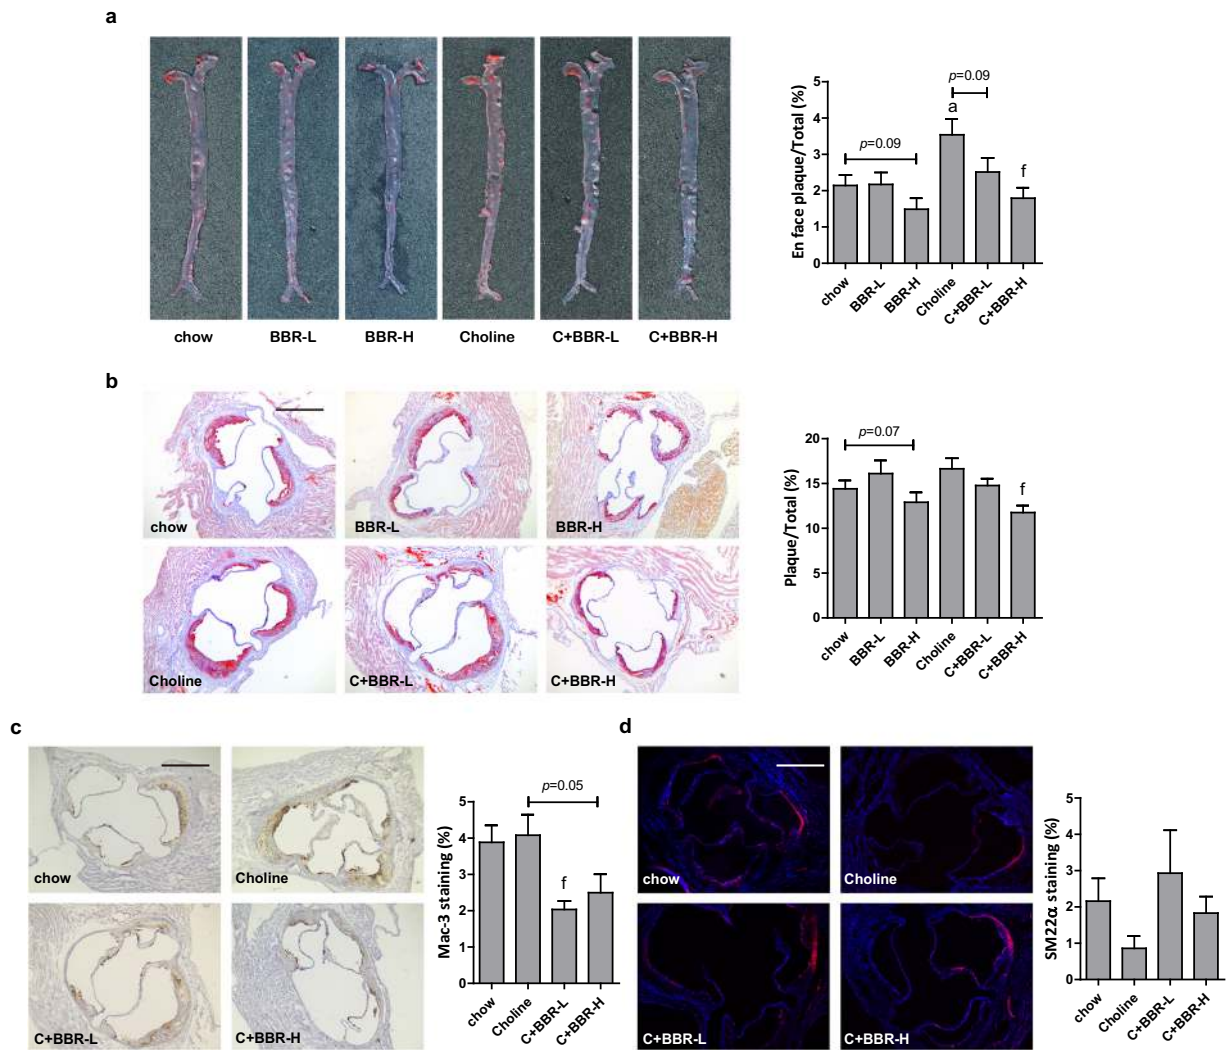 a
chow
BBR-L
BBR-H
Choline
C+BBR-L
C+BBR-H
En face plaque/Total (%)
5
4
3
2
1
0
p=0.09
p=0.09
a
f
chow
BBR-L
BBR-H
Choline
C+BBR-L
C+BBR-H
b
chow
BBR-L
BBR-H
Choline
C+BBR-L
C+BBR-H
Plaque/Total (%)
20
15
10
5
0
p=0.07
f
chow
BBR-L
BBR-H
Choline
C+BBR-L
C+BBR-H
c
chow
Choline
C+BBR-L
C+BBR-H
Mac-3 staining (%)
5
4
3
2
1
0
p=0.05
f
chow
Choline
C+BBR-L
C+BBR-H
d
chow
Choline
C+BBR-L
C+BBR-H
SM22α staining (%)
5
4
3
2
1
0
chow
Choline
C+BBR-L
C+BBR-H